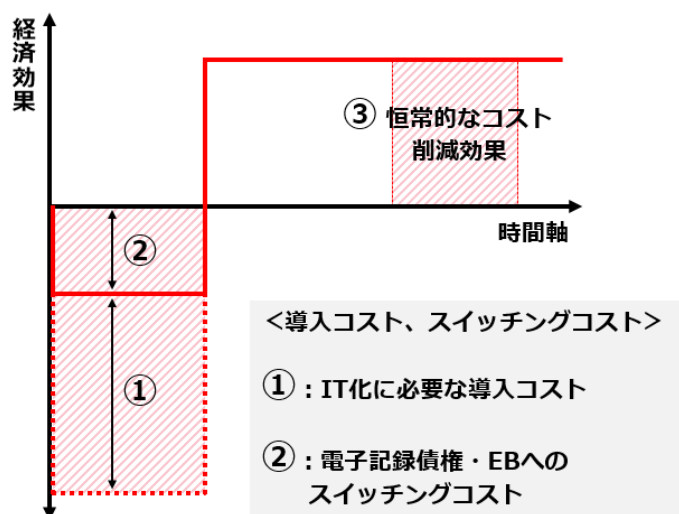 経済効果
③ 恒常的なコスト
削減効果
時間軸
②
①
＜導入コスト、スイッチングコスト＞
①：IT化に必要な導入コスト
②：電子記録債権・EBへの
スイッチングコスト